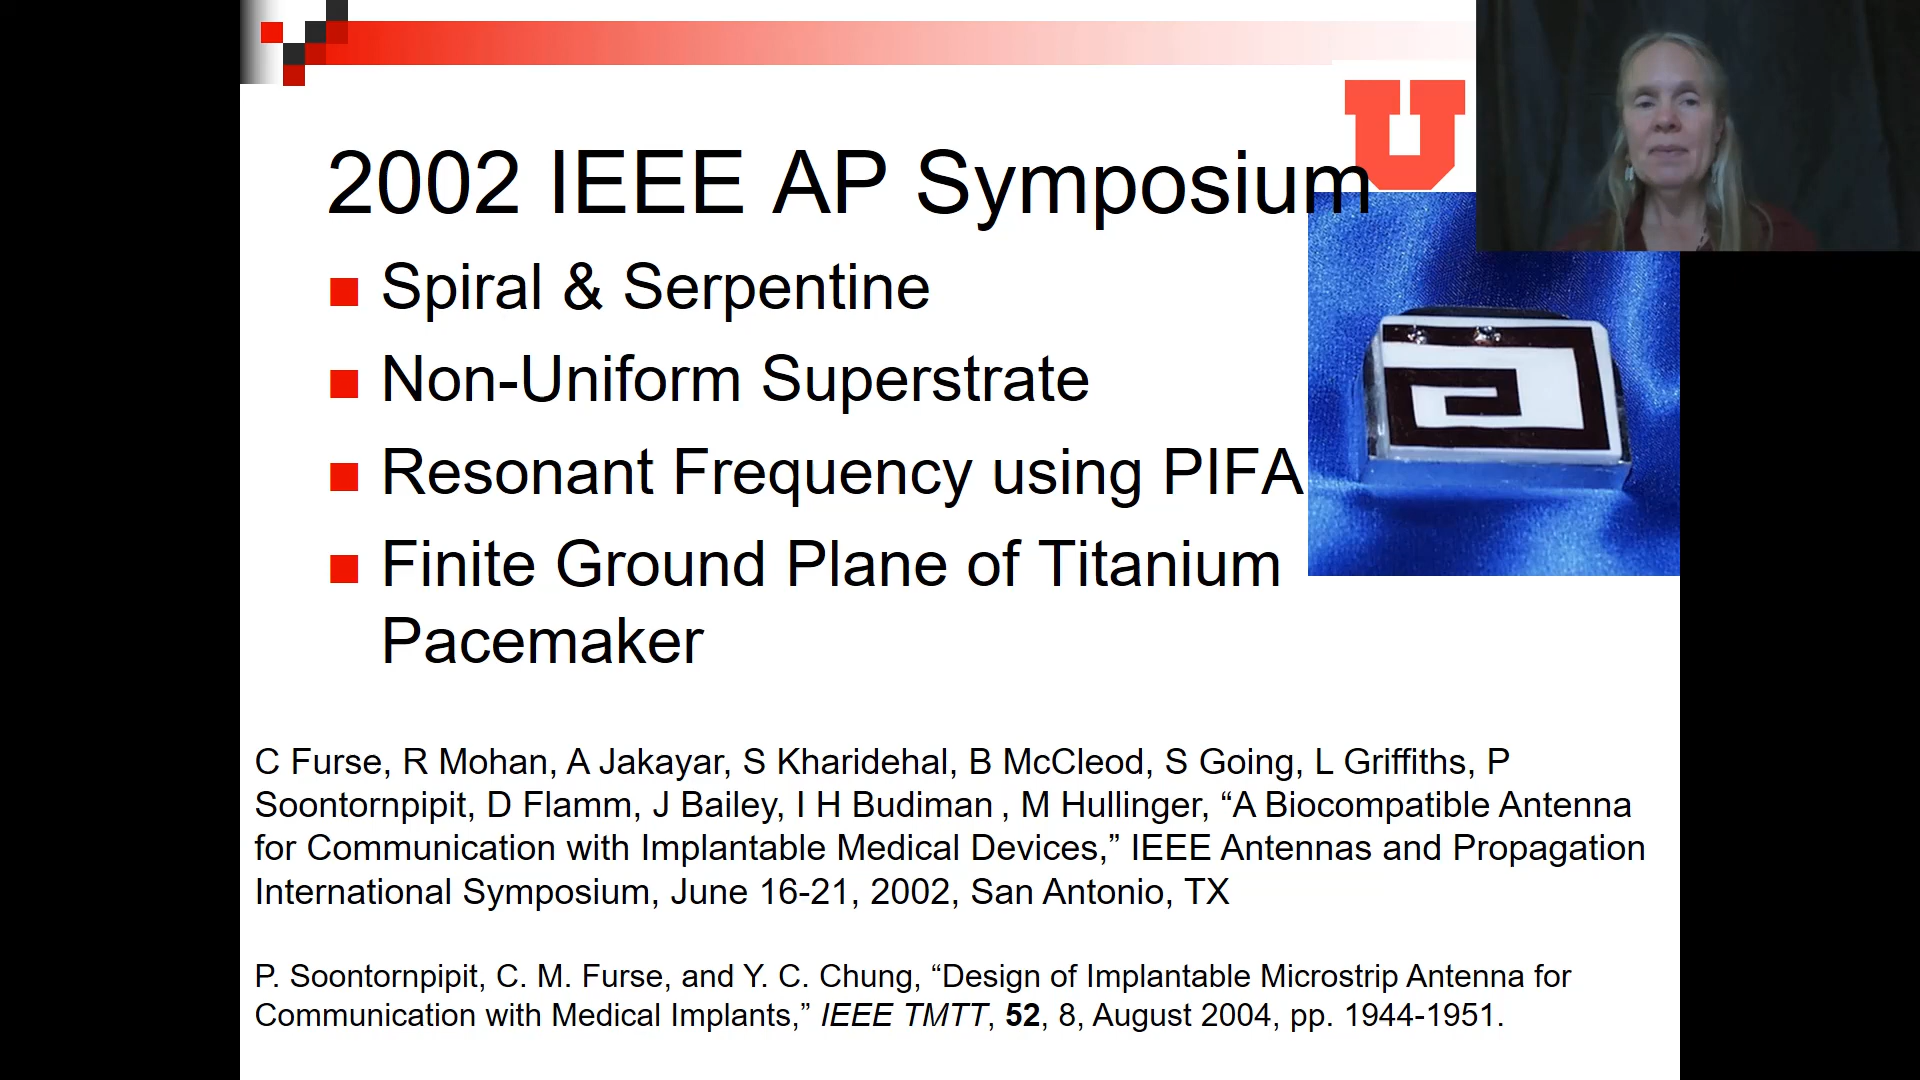 U
2002 IEEE AP Symposium
Spiral & Serpentine
Non-Uniform Superstrate
Resonant Frequency using PIFA
Finite Ground Plane of Titanium
Pacemaker
C Furse, R Mohan, A Jakayar, S Kharidehal, B McCleod, S Going, L Griffiths, P
Soontornpipit, D Flamm, J Bailey, I H Budiman , M Hullinger, “A Biocompatible Antenna
for Communication with Implantable Medical Devices,” IEEE Antennas and Propagation
International Symposium, June 16-21, 2002, San Antonio, TX
P. Soontornpipit, C. M. Furse, and Y. C. Chung, “Design of Implantable Microstrip Antenna for
Communication with Medical Implants,” IEEE TMTT, 52, 8, August 2004, pp. 1944-1951.